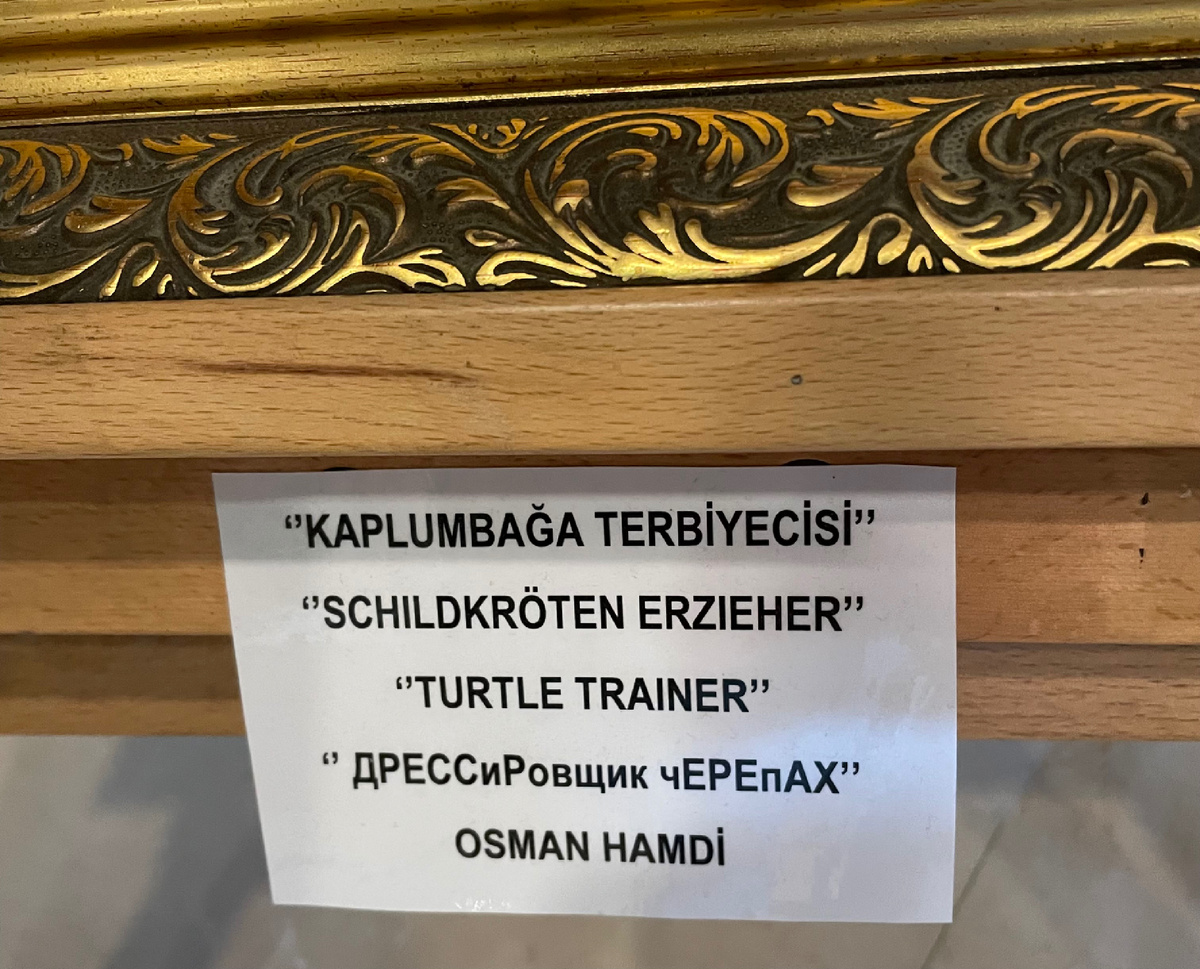 ‘’KAPLUMBAĞA TERBİYECİSİ’’
‘’SCHILDKRÖTEN ERZIEHER’’
‘’TURTLE TRAINER’’
‘’ ДРЕССиРовщик чЕРЕпАХ’’
OSMAN HAMDİ